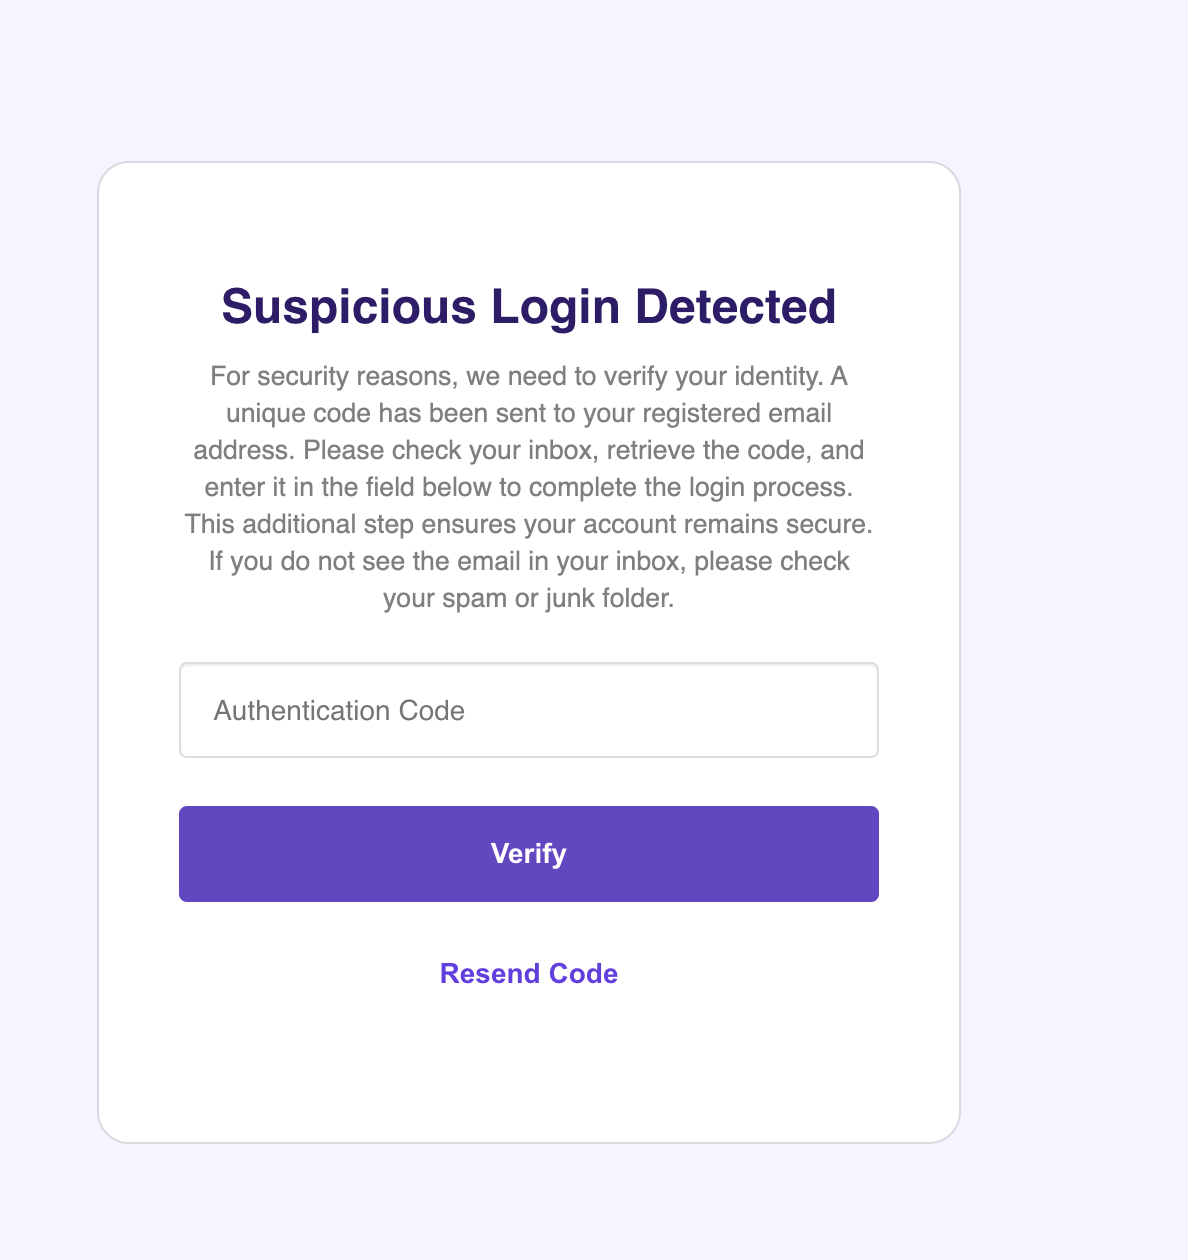 Suspicious Login Detected
For security reasons, we need to verify your identity. A
unique code has been sent to your registered email
address. Please check your inbox, retrieve the code, and
enter it in the field below to complete the login process.
This additional step ensures your account remains secure.
If you do not see the email in your inbox, please check
your spam or junk folder.
Authentication Code
Verify
Resend Code